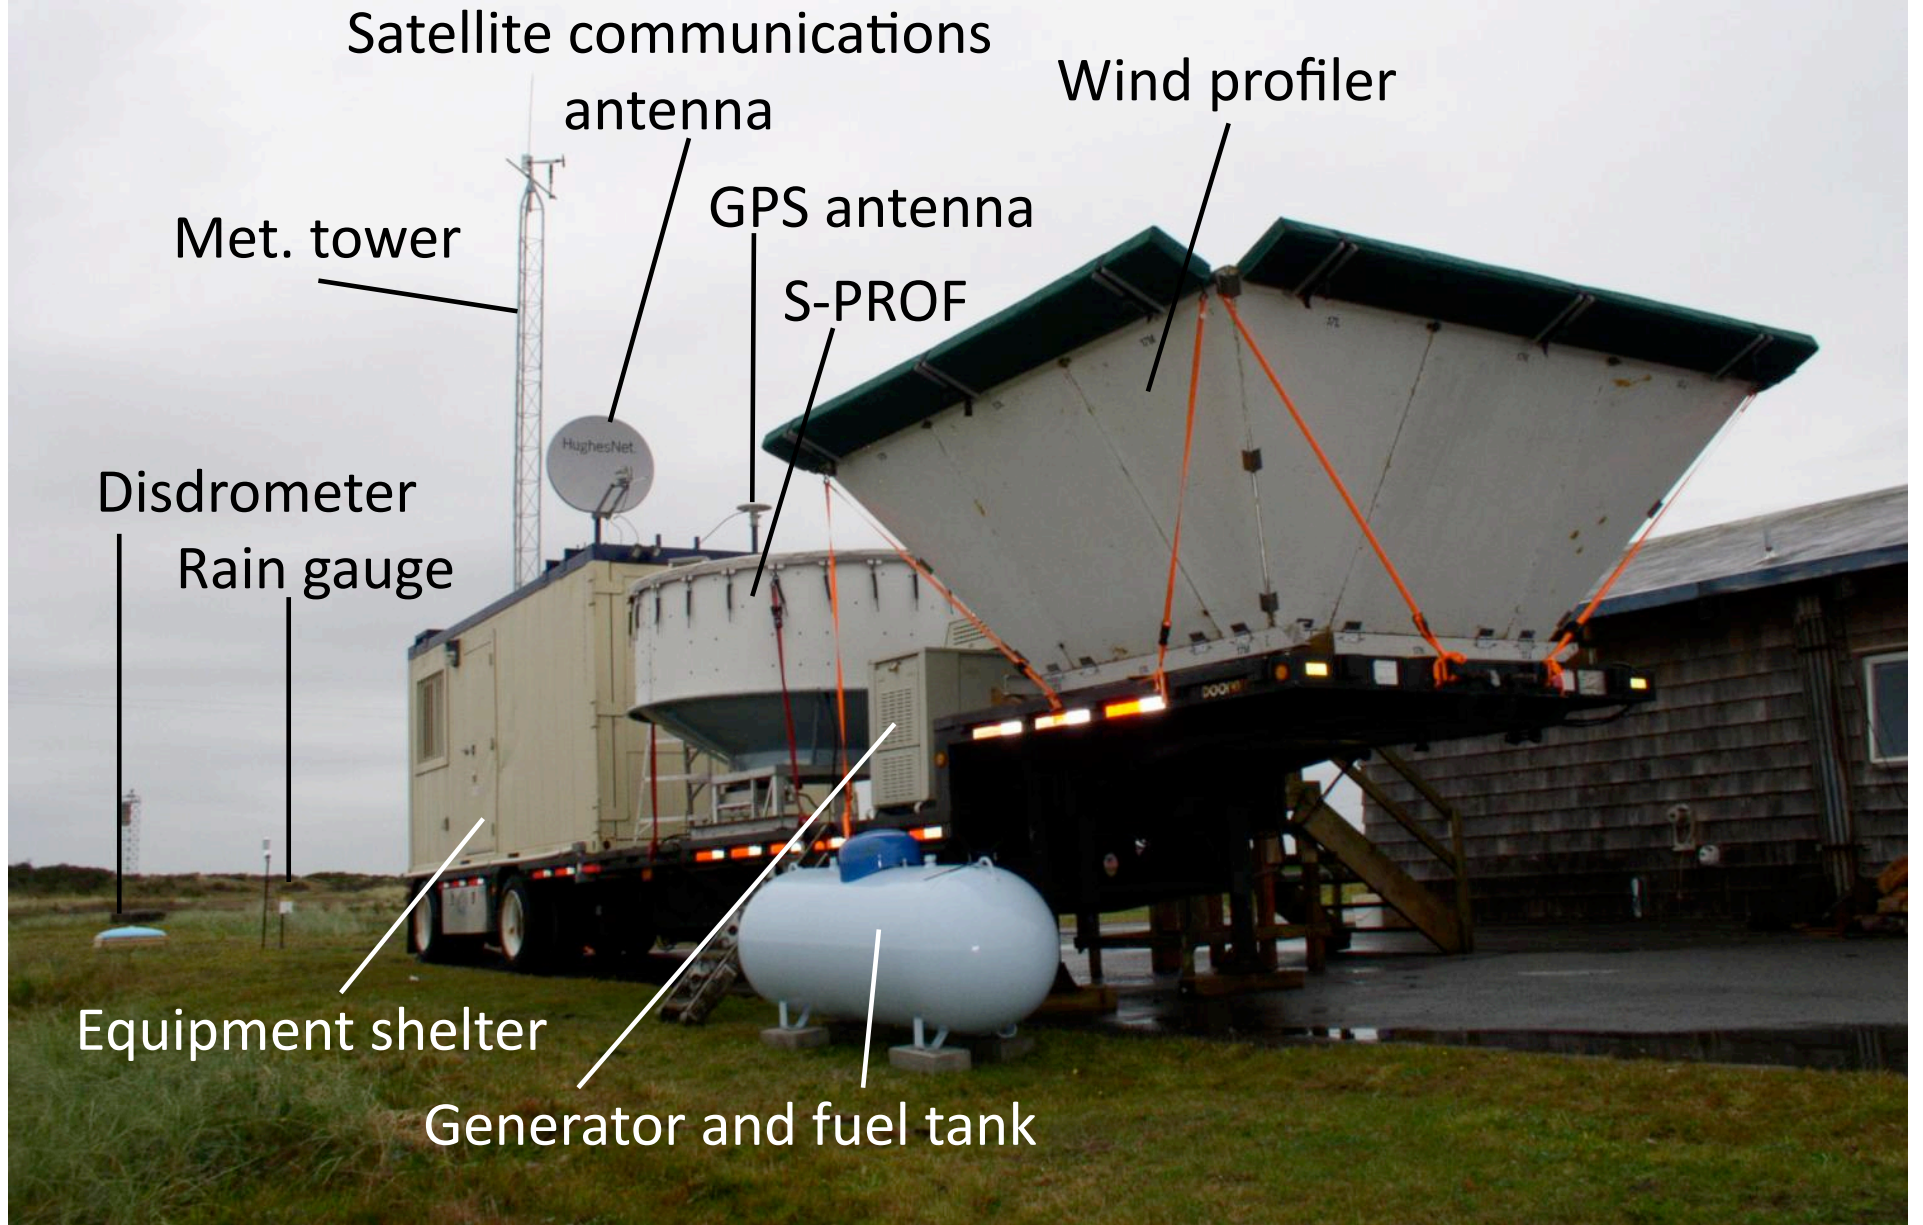 Satellite communications
antenna
Wind profiler
GPS antenna
Met. tower
S-PROF
HughesNet.
Disdrometer
Rain gauge
Equipment shelter
Generator and fuel tank